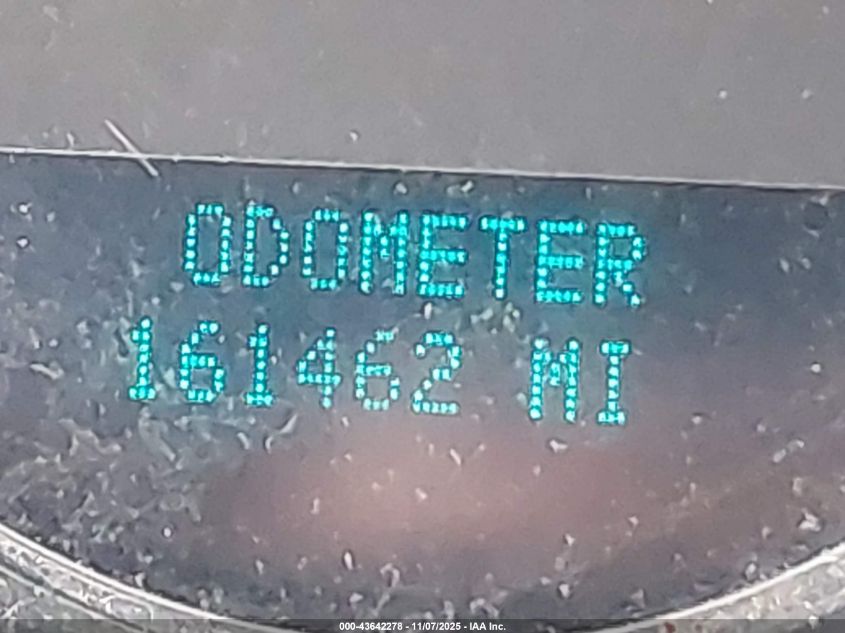 ODOMETER
161462 MI
000-43642278 - 11/07/2025 - IAA Inc.